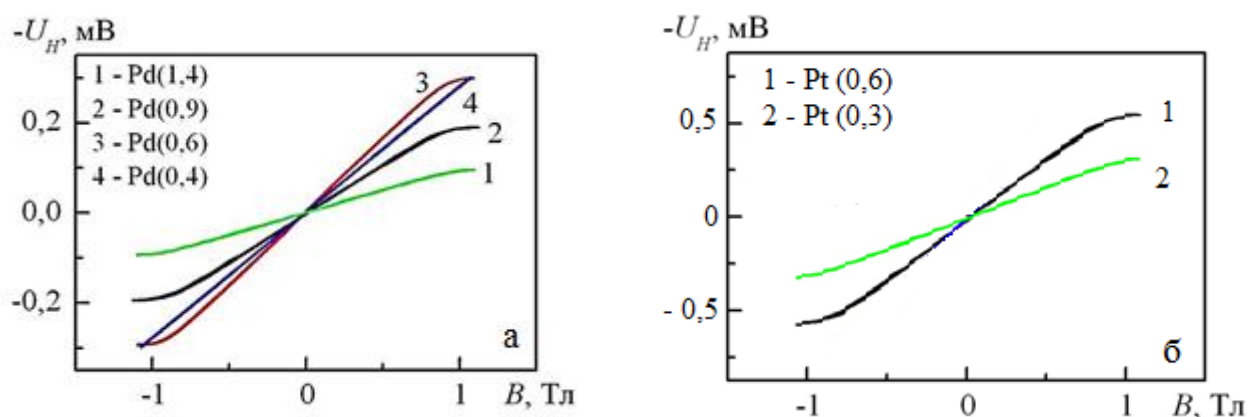 -U_H, мВ
1 - Pd(1,4)
2 - Pd(0,9)
3 - Pd(0,6)
4 - Pd(0,4)
3
4
2
1
0,2
0,0
-0,2
а
-1 0 1 B, Тл
-U_H, мВ
1 - Pt (0,6)
2 - Pt (0,3)
1
2
0,5
0
- 0,5
б
-1 0 1 B, Тл